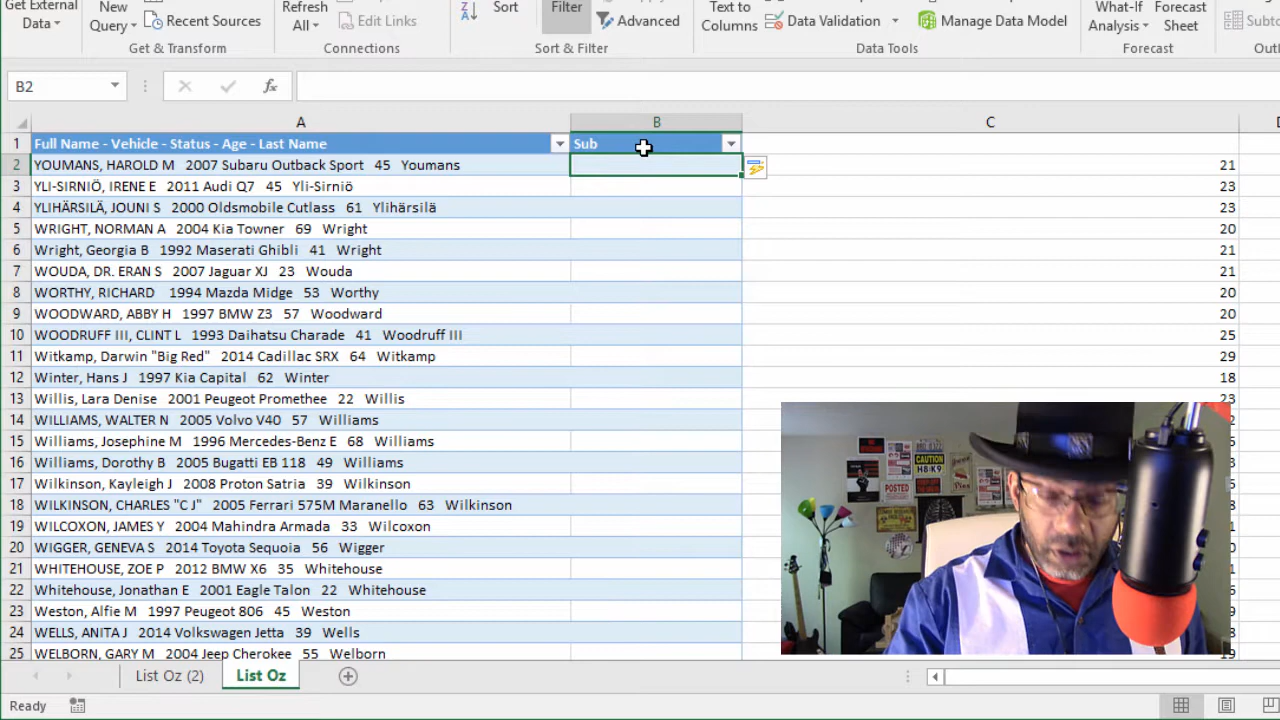 Get External Data
New Query
Recent Sources
Get & Transform
Refresh All
Edit Links
Connections
Sort
Filter
Advanced
Sort & Filter
Text to Columns
Data Validation
Manage Data Model
Data Tools
What-If Analysis
Forecast Sheet
Forecast
B2
fx
A B C
1 Full Name - Vehicle - Status - Age - Last Name Sub
2 YOUMANS, HAROLD M 2007 Subaru Outback Sport 45 Youmans 21
3 YLI-SIRNIÖ, IRENE E 2011 Audi Q7 45 Yli-Sirniö 23
4 YLIHÄRSILÄ, JOUNI S 2000 Oldsmobile Cutlass 61 Ylihärsilä 23
5 WRIGHT, NORMAN A 2004 Kia Towner 69 Wright 20
6 Wright, Georgia B 1992 Maserati Ghibli 41 Wright 21
7 WOUDA, DR. ERAN S 2007 Jaguar XJ 23 Wouda 21
8 WORTHY, RICHARD 1994 Mazda Midge 53 Worthy 20
9 WOODWARD, ABBY H 1997 BMW Z3 57 Woodward 20
10 WOODRUFF III, CLINT L 1993 Daihatsu Charade 41 Woodruff III 25
11 Witkamp, Darwin "Big Red" 2014 Cadillac SRX 64 Witkamp 29
12 Winter, Hans J 1997 Kia Capital 62 Winter 18
13 Willis, Lara Denise 2001 Peugeot Promethee 22 Willis 23
14 WILLIAMS, WALTER N 2005 Volvo V40 57 Williams
15 Williams, Josephine M 1996 Mercedes-Benz E 68 Williams
16 Williams, Dorothy B 2005 Bugatti EB 118 49 Williams
17 Wilkinson, Kayleigh J 2008 Proton Satria 39 Wilkinson
18 WILKINSON, CHARLES "C J" 2005 Ferrari 575M Maranello 63 Wilkinson
19 WILCOXON, JAMES Y 2004 Mahindra Armada 33 Wilcoxon
20 WIGGER, GENEVA S 2014 Toyota Sequoia 56 Wigger
21 WHITEHOUSE, ZOE P 2012 BMW X6 35 Whitehouse
22 Whitehouse, Jonathan E 2001 Eagle Talon 22 Whitehouse
23 Weston, Alfie M 1997 Peugeot 806 45 Weston
24 WELLS, ANITA J 2014 Volkswagen Jetta 39 Wells
25 WELBORN, GARY M 2004 Jeep Cherokee 55 Welborn
CAUTION
H8K9
POSTED
List Oz (2)
List Oz
Ready